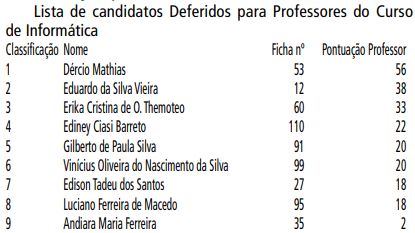 Lista de candidatos Deferidos para Professores do Curso
de Informática
Classificação Nome Ficha nº Pontuação Professor
1 Dércio Mathias 53 56
2 Eduardo da Silva Vieira 12 38
3 Erika Cristina de O. Themoteo 60 33
4 Ediney Ciasi Barreto 110 22
5 Gilberto de Paula Silva 91 20
6 Vinícius Oliveira do Nascimento da Silva 99 20
7 Edison Tadeu dos Santos 27 18
8 Luciano Ferreira de Macedo 95 18
9 Andiara Maria Ferreira 35 2